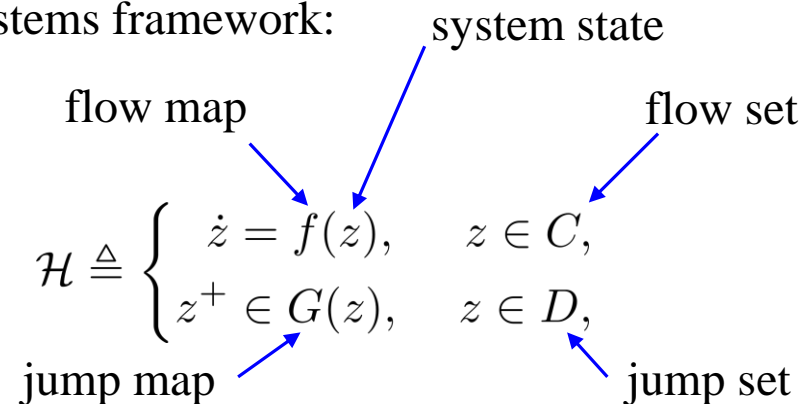 stems framework:
system state
flow map
flow set
ℋ ≜ { ż = f(z), z ∈ C,
z⁺ ∈ G(z), z ∈ D,
jump map
jump set